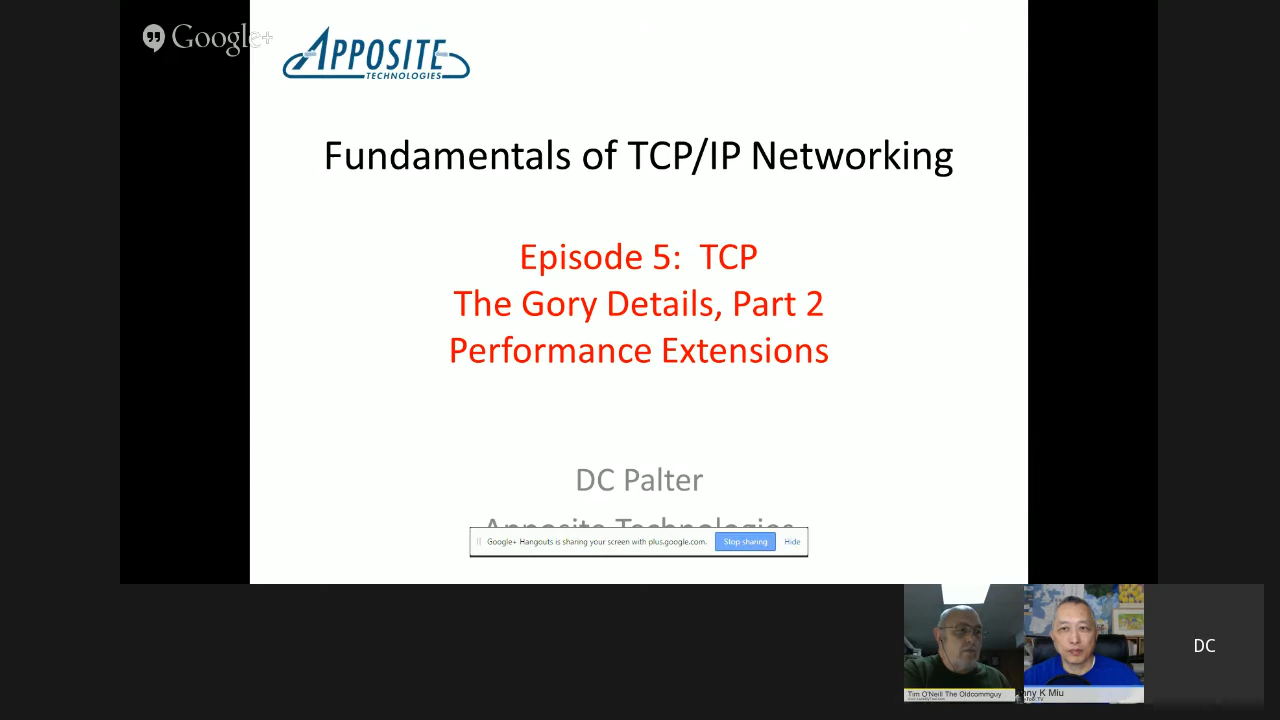 Google+
APPOSITE
TECHNOLOGIES
Fundamentals of TCP/IP Networking
Episode 5: TCP
The Gory Details, Part 2
Performance Extensions
DC Palter
Apposite Technologies
Google+ Hangouts is sharing your screen with plus.google.com. Stop sharing Hide
DC
Tim O'Neill The Oldcommguy
nny K Miu